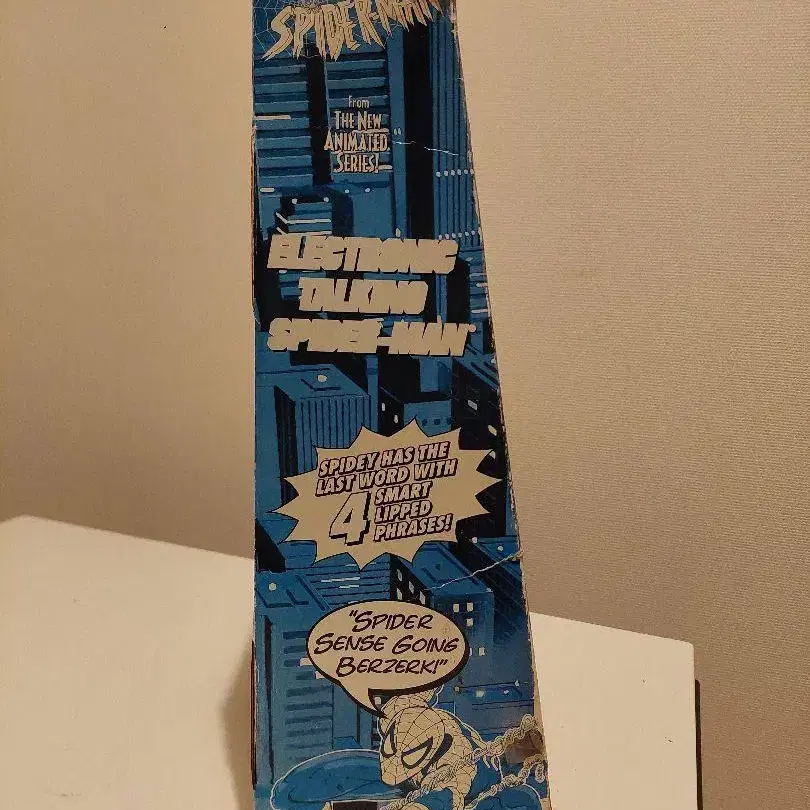 SPIDER-MAN
From
THE NEW
ANIMATED
SERIES!
ELECTRONIC
TALKING
SPIDER-MAN
SPIDEY HAS THE
LAST WORD WITH
4 SMART
LIPPED
PHRASES!
"SPIDER
SENSE GOING
BERZERK!"